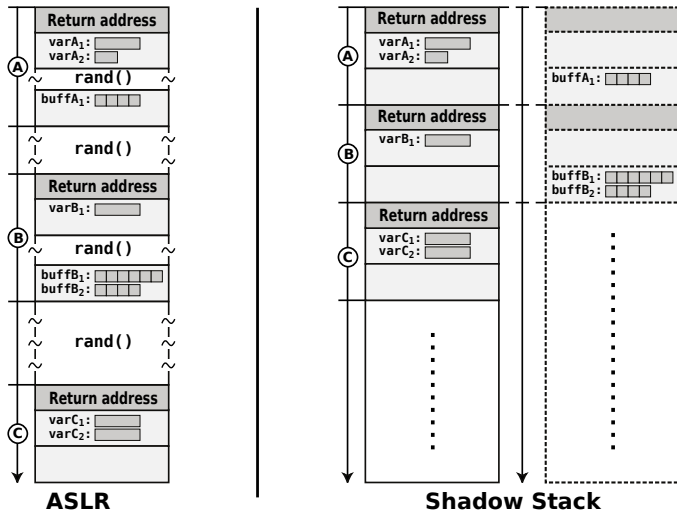 Return address
varA₁:
varA₂:
A
rand()
buffA₁:
rand()
Return address
varB₁:
B
rand()
buffB₁:
buffB₂:
rand()
Return address
varC₁:
varC₂:
C
ASLR
Return address
varA₁:
varA₂:
A
buffA₁:
Return address
varB₁:
B
buffB₁:
buffB₂:
Return address
varC₁:
varC₂:
C
Shadow Stack